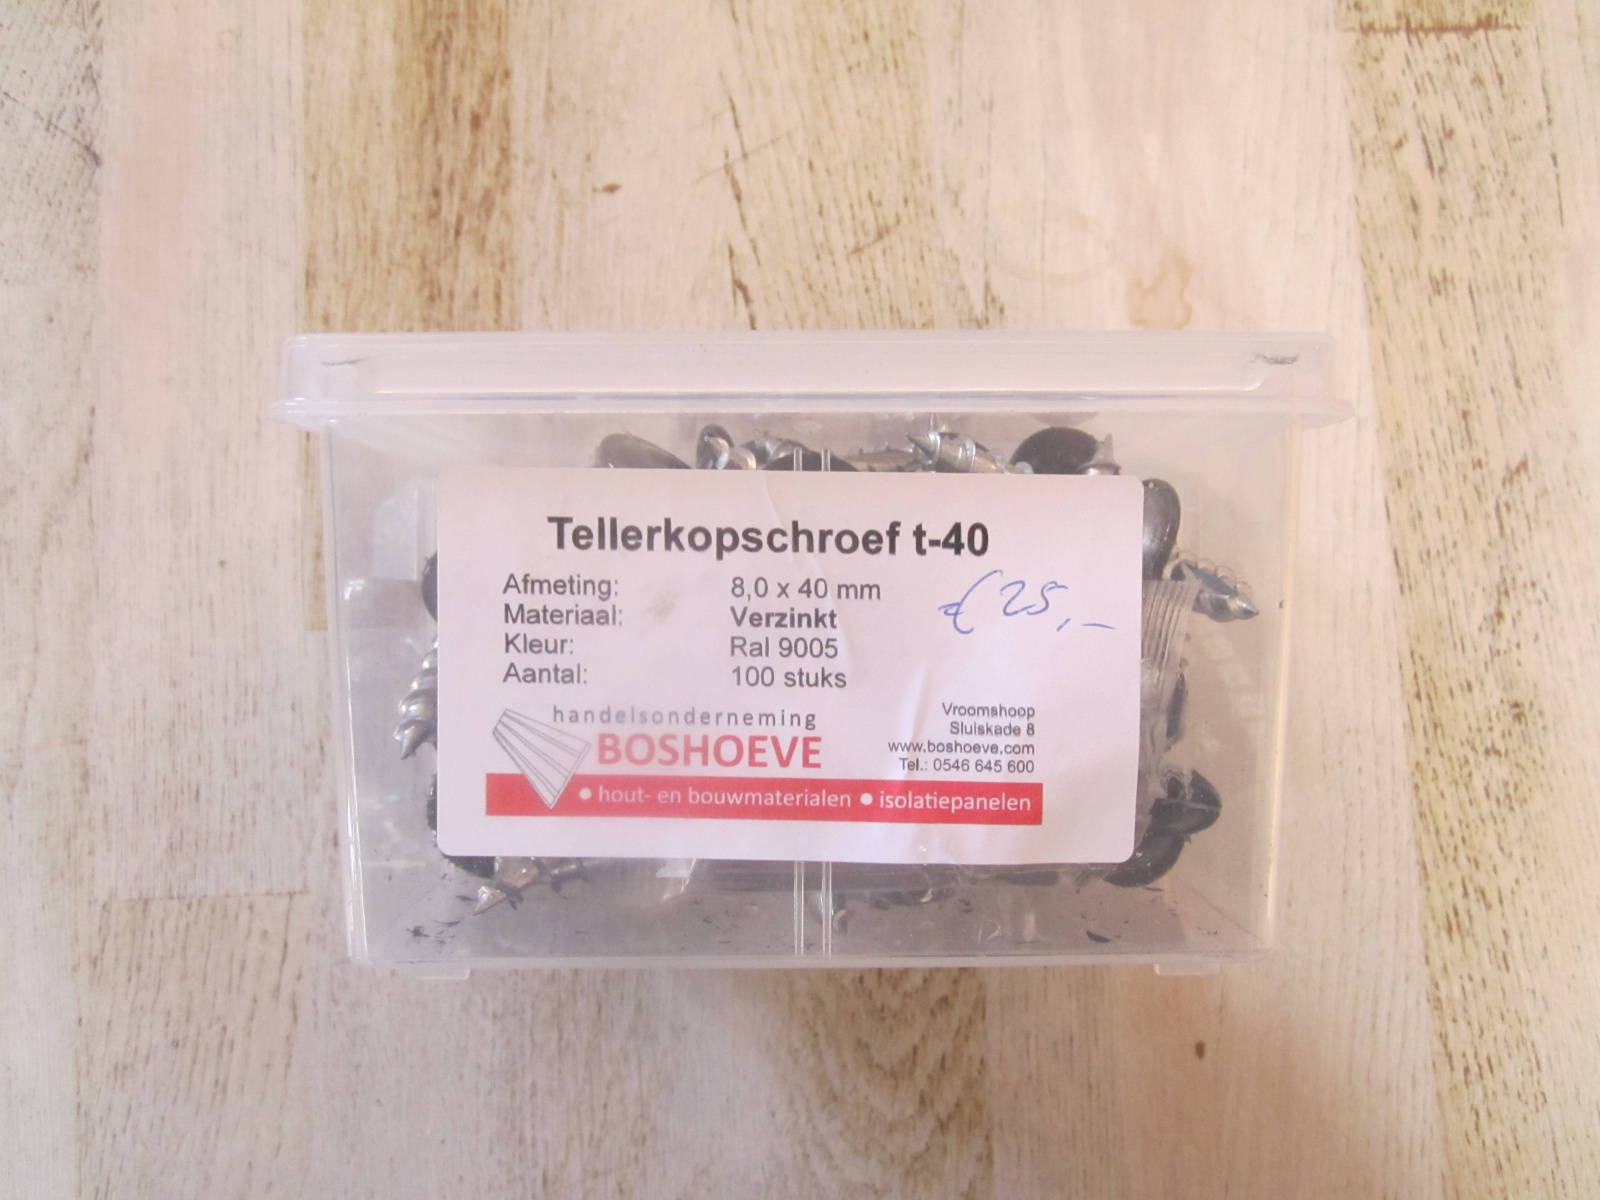 Tellerkopschroef t-40
Afmeting: 8,0 x 40 mm
Materiaal: Verzinkt
Kleur: Ral 9005
Aantal: 100 stuks
€ 25,–
handelsonderneming
BOSHOEVE
• hout- en bouwmaterialen • isolatiepanelen
Vroomshoop
Sluiskade 8
www.boshoeve.com
Tel.: 0546 645 600